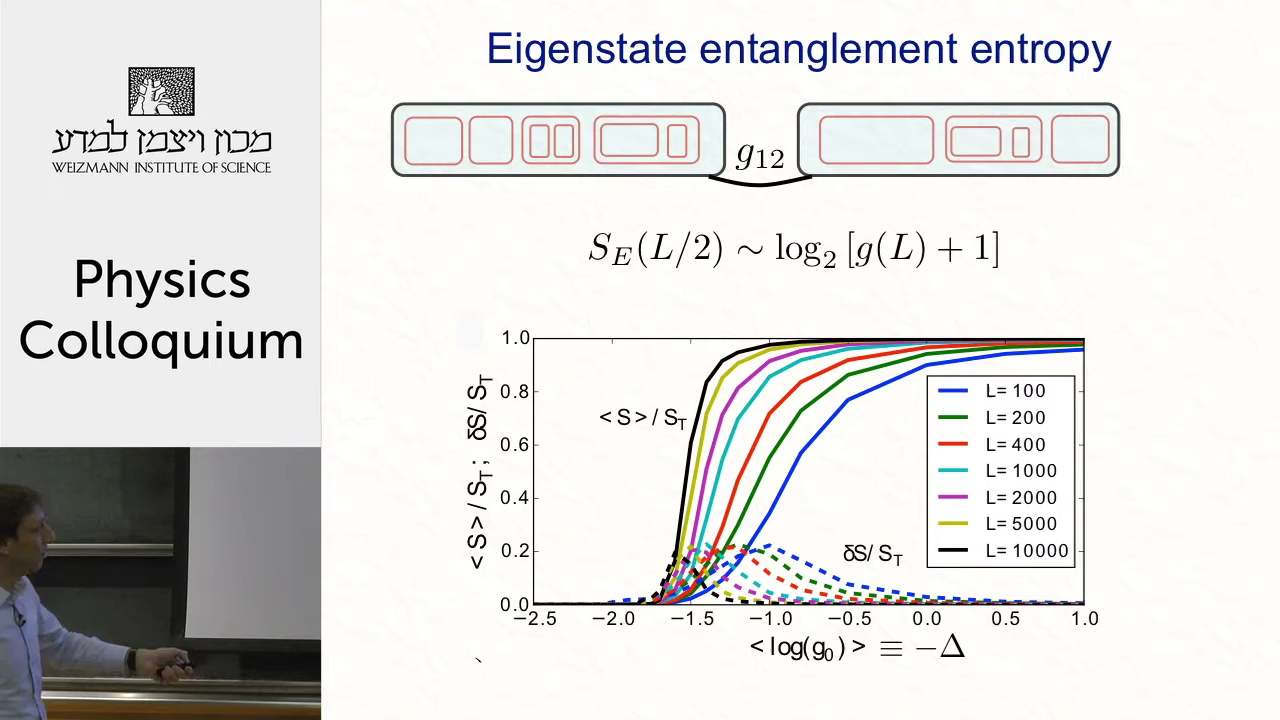 מכון ויצמן למדע
WEIZMANN INSTITUTE OF SCIENCE
Physics
Colloquium
Eigenstate entanglement entropy
g₁₂
S_E(L/2) ∼ log₂ [g(L) + 1]
<S>/S_T ; δS/S_T
1.0
0.8
0.6
0.4
0.2
0.0
<S>/S_T
δS/S_T
L= 100
L= 200
L= 400
L= 1000
L= 2000
L= 5000
L= 10000
−2.5 −2.0 −1.5 −1.0 −0.5 0.0 0.5 1.0
<log(g₀)> ≡ −Δ